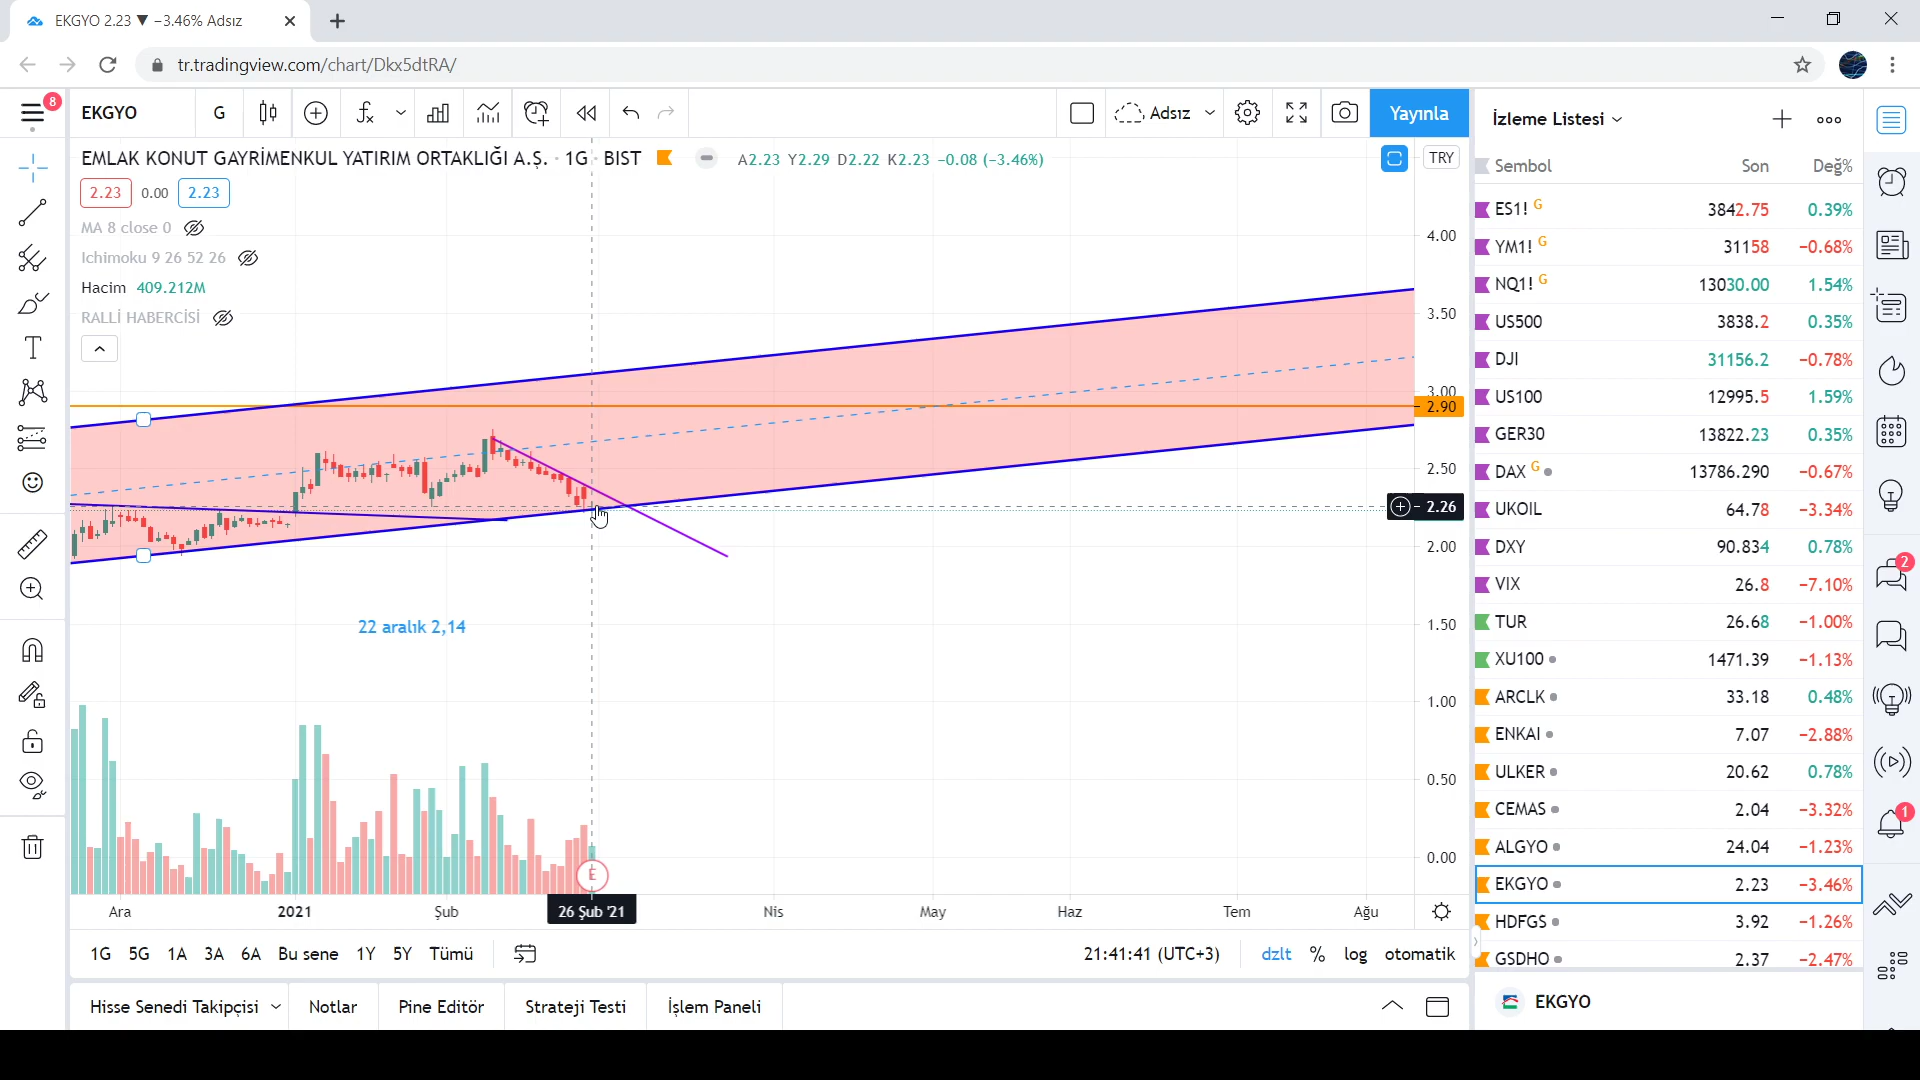 EKGYO 2.23 ▼ −3.46% Adsız
tr.tradingview.com/chart/Dkx5dtRA/
8
EKGYO
G
Adsız
Yayınla
EMLAK KONUT GAYRİMENKUL YATIRIM ORTAKLIĞI A.Ş. · 1G · BIST
A2.23 Y2.29 D2.22 K2.23 −0.08 (−3.46%)
TRY
2.23 0.00 2.23
MA 8 close 0
Ichimoku 9 26 52 26
Hacim 409.212M
RALLİ HABERCİSİ
4.00
3.50
3.00
2.90
2.50
2.26
2.00
1.50
1.00
0.50
0.00
22 aralık 2,14
E
Ara 2021 Şub 26 Şub '21 Nis May Haz Tem Ağu
1G 5G 1A 3A 6A Bu sene 1Y 5Y Tümü
21:41:41 (UTC+3) dzlt % log otomatik
Hisse Senedi Takipçisi Notlar Pine Editör Strateji Testi İşlem Paneli
İzleme Listesi
Sembol Son Değ%
ES1! G 3842.75 0.39%
YM1! G 31158 −0.68%
NQ1! G 13030.00 1.54%
US500 3838.2 0.35%
DJI 31156.2 −0.78%
US100 12995.5 1.59%
GER30 13822.23 0.35%
DAX G 13786.290 −0.67%
UKOIL 64.78 −3.34%
DXY 90.834 0.78%
VIX 26.8 −7.10%
TUR 26.68 −1.00%
XU100 1471.39 −1.13%
ARCLK 33.18 0.48%
ENKAI 7.07 −2.88%
ULKER 20.62 0.78%
CEMAS 2.04 −3.32%
ALGYO 24.04 −1.23%
EKGYO 2.23 −3.46%
HDFGS 3.92 −1.26%
GSDHO 2.37 −2.47%
EKGYO
2
1